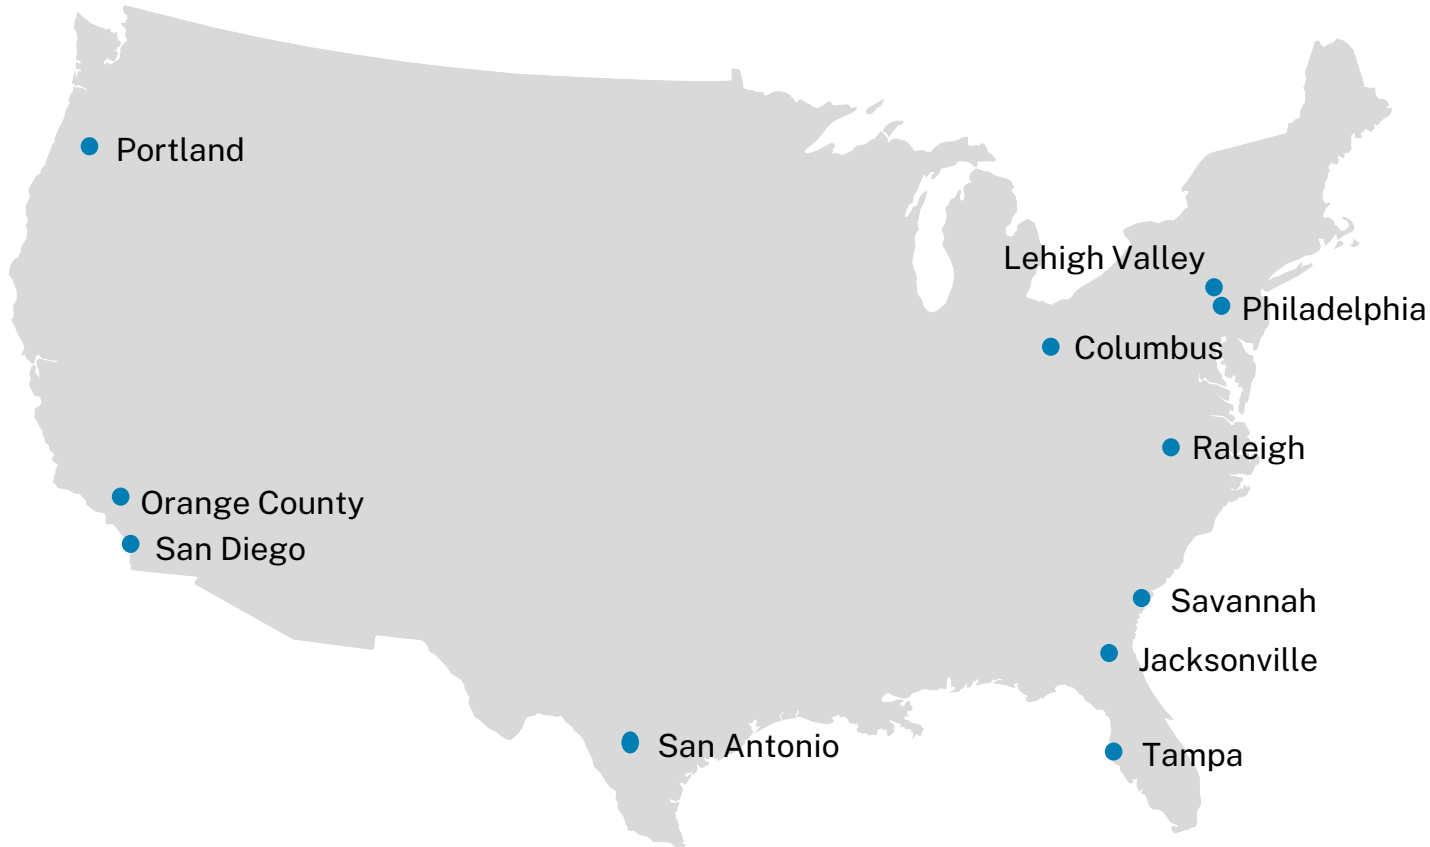 Portland
Lehigh Valley
Philadelphia
Columbus
Raleigh
Orange County
San Diego
Savannah
Jacksonville
San Antonio
Tampa